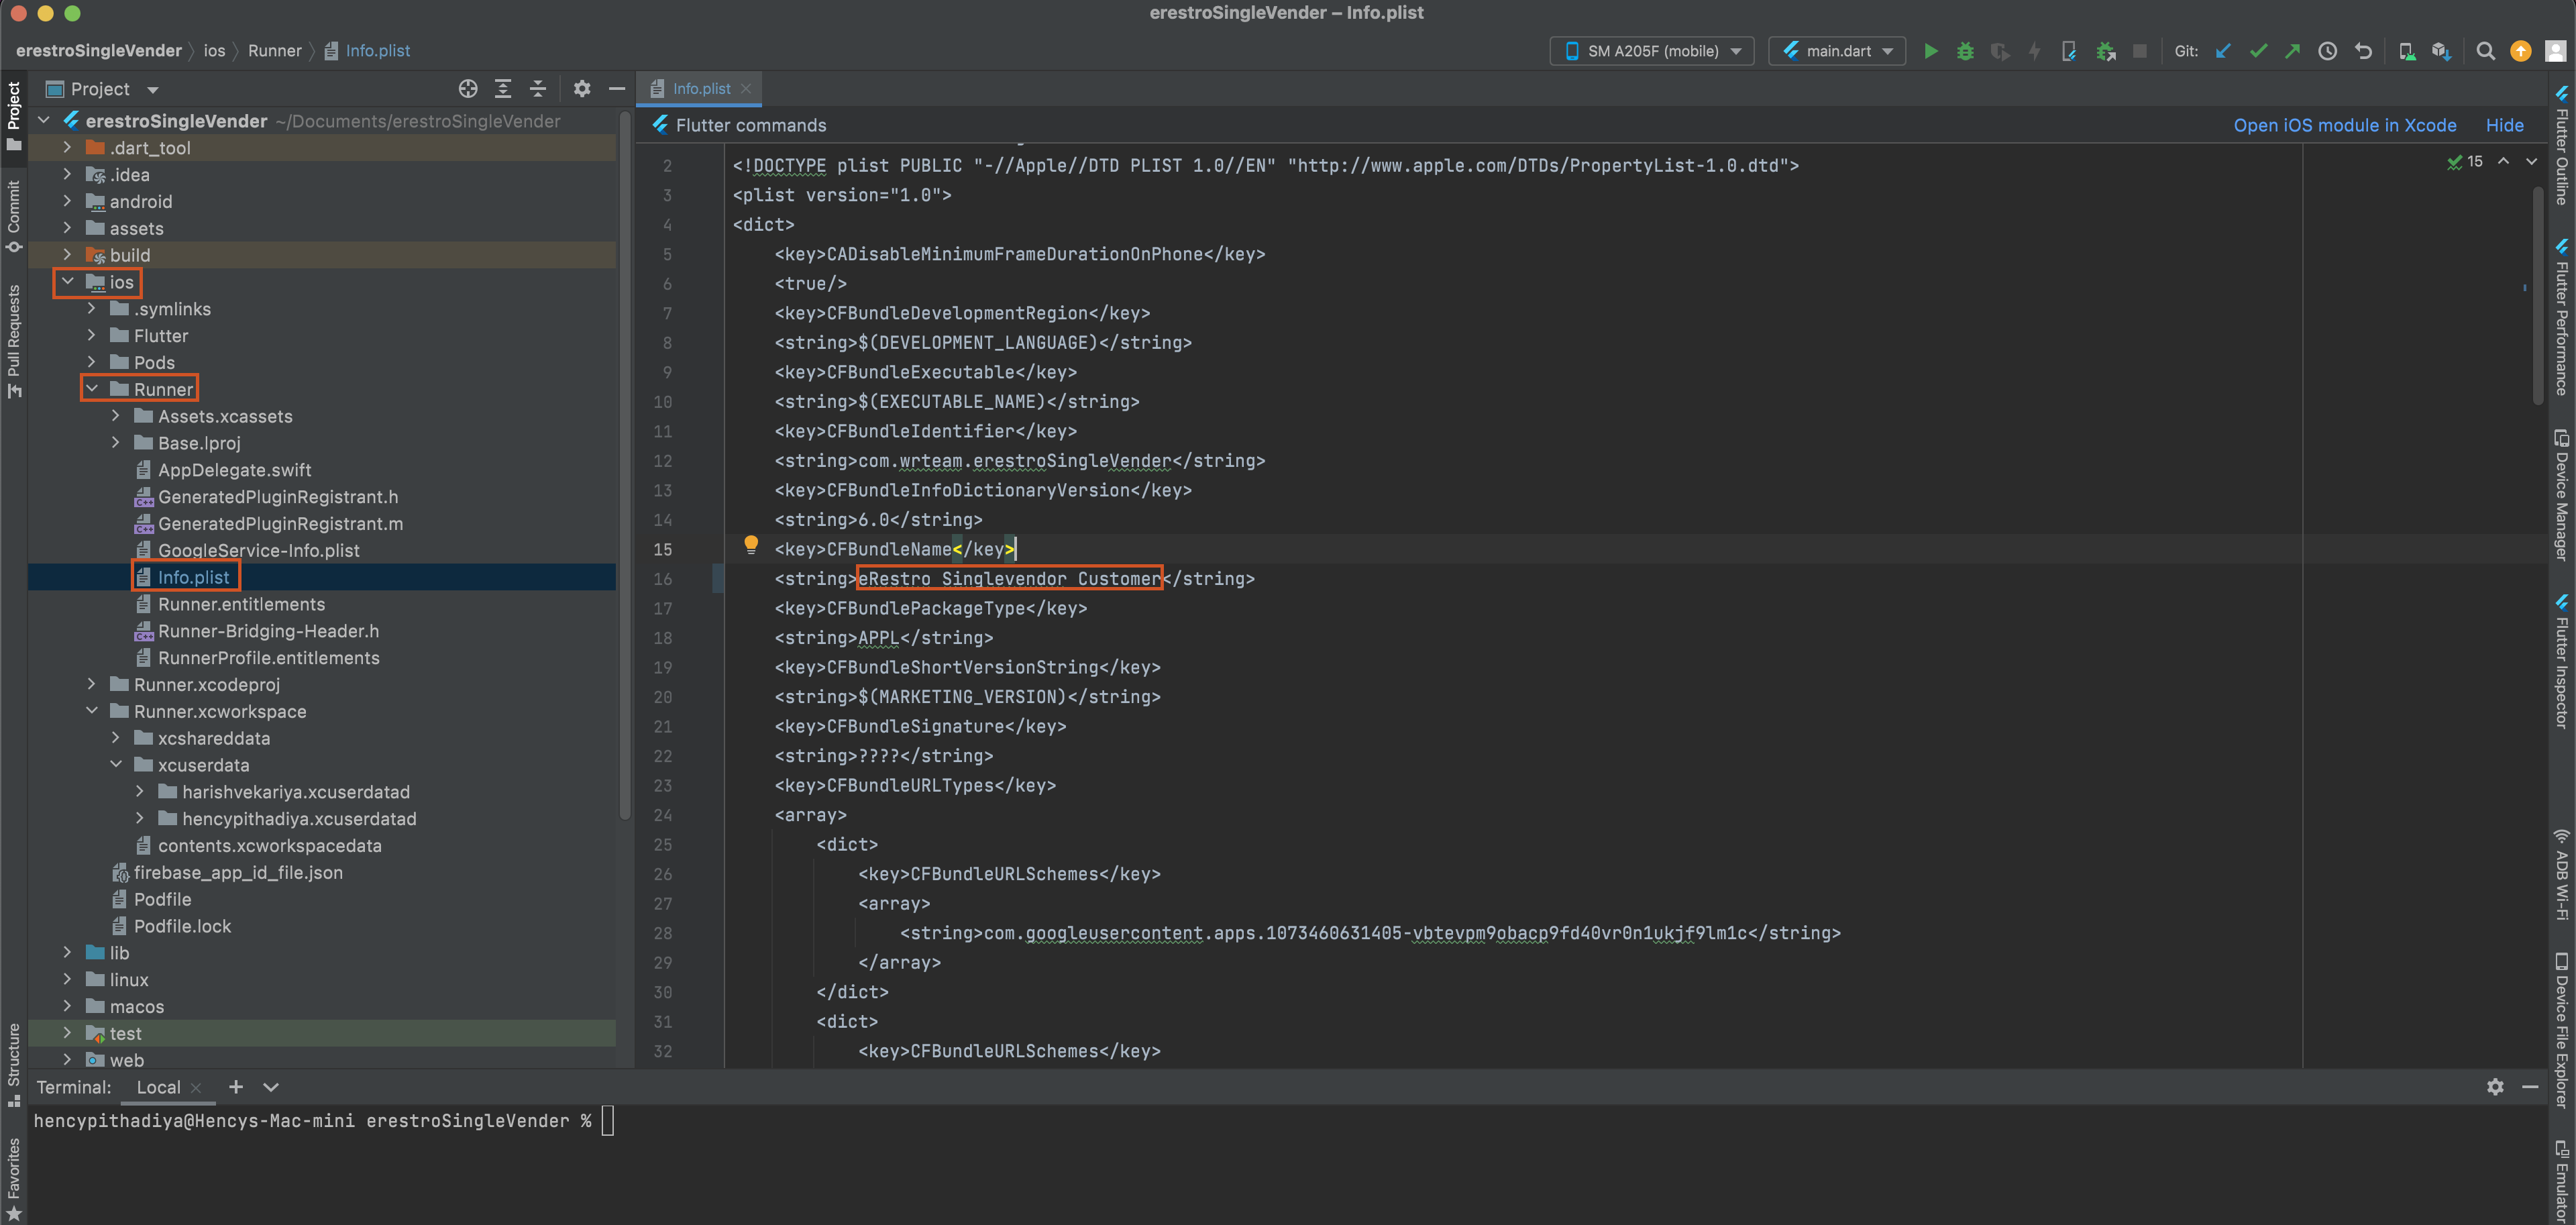 erestroSingleVender – Info.plist
erestroSingleVender ios Runner Info.plist
SM A205F (mobile) main.dart Git:
Project
Info.plist
Flutter commands
Open iOS module in Xcode Hide
erestroSingleVender ~/Documents/erestroSingleVender
.dart_tool
.idea
android
assets
build
ios
.symlinks
Flutter
Pods
Runner
Assets.xcassets
Base.lproj
AppDelegate.swift
GeneratedPluginRegistrant.h
GeneratedPluginRegistrant.m
GoogleService-Info.plist
Info.plist
Runner.entitlements
Runner-Bridging-Header.h
RunnerProfile.entitlements
Runner.xcodeproj
Runner.xcworkspace
xcshareddata
xcuserdata
harishvekariya.xcuserdatad
hencypithadiya.xcuserdatad
contents.xcworkspacedata
firebase_app_id_file.json
Podfile
Podfile.lock
lib
linux
macos
test
web
15
2 <!DOCTYPE plist PUBLIC "-//Apple//DTD PLIST 1.0//EN" "http://www.apple.com/DTDs/PropertyList-1.0.dtd">
3 <plist version="1.0">
4 <dict>
5 <key>CADisableMinimumFrameDurationOnPhone</key>
6 <true/>
7 <key>CFBundleDevelopmentRegion</key>
8 <string>$(DEVELOPMENT_LANGUAGE)</string>
9 <key>CFBundleExecutable</key>
10 <string>$(EXECUTABLE_NAME)</string>
11 <key>CFBundleIdentifier</key>
12 <string>com.wrteam.erestroSingleVender</string>
13 <key>CFBundleInfoDictionaryVersion</key>
14 <string>6.0</string>
15 <key>CFBundleName</key>
16 <string>eRestro Singlevendor Customer</string>
17 <key>CFBundlePackageType</key>
18 <string>APPL</string>
19 <key>CFBundleShortVersionString</key>
20 <string>$(MARKETING_VERSION)</string>
21 <key>CFBundleSignature</key>
22 <string>????</string>
23 <key>CFBundleURLTypes</key>
24 <array>
25 <dict>
26 <key>CFBundleURLSchemes</key>
27 <array>
28 <string>com.googleusercontent.apps.1073460631405-vbtevpm9obacp9fd40vr0n1ukjf9lm1c</string>
29 </array>
30 </dict>
31 <dict>
32 <key>CFBundleURLSchemes</key>
Terminal: Local
hencypithadiya@Hencys-Mac-mini erestroSingleVender %
Project
Commit
Pull Requests
Structure
Favorites
Flutter Outline
Flutter Performance
Device Manager
Flutter Inspector
ADB Wi-Fi
Device File Explorer
Emulator